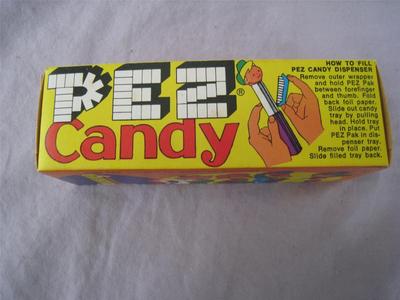 PEZ®
Candy
HOW TO FILL
PEZ CANDY DISPENSER
Remove outer wrapper
and hold PEZ Pak
between forefinger
and thumb. Fold
back foil paper.
Slide out candy
tray by pulling
head. Hold tray
in place. Put
PEZ Pak in dis-
penser tray.
Remove foil paper.
Slide filled tray back.